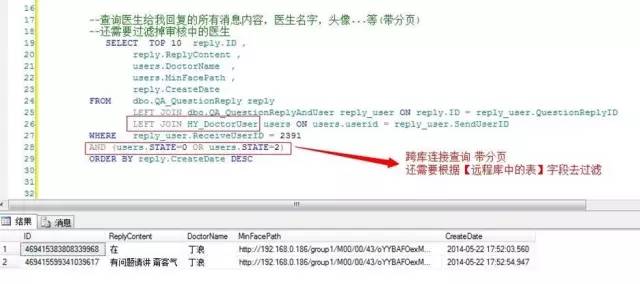 16
17
--查询医生给我回复的所有消息内容，医生名字，头像...等(带分页)
18
--还需要过滤掉审核中的医生
19
SELECT TOP 10 reply.ID ,
20
reply.ReplyContent ,
21
users.DoctorName ,
22
users.MinFacePath ,
23
reply.CreateDate
24
FROM dbo.QA_QuestionReply reply
25
LEFT JOIN dbo.QA_QuestionReplyAndUser reply_user ON reply.ID = reply_user.QuestionReplyID
26
LEFT JOIN HY_DoctorUser users ON users.userid = reply_user.SendUserID
27
WHERE reply_user.ReceiveUserID = 2391
28
AND (users.STATE=0 OR users.STATE=2)
29
ORDER BY reply.CreateDate DESC
30
跨库连接查询 带分页
还需要根据【远程库中的表】字段去过滤
结果 消息
ID ReplyContent DoctorName MinFacePath CreateDate
1 469415383808339968 在 丁浪 http://192.168.0.186/group1/M00/00/43/oYYBAFOexM... 2014-05-22 17:52:03.560
2 469415599341039617 有问题请讲 甭客气 丁浪 http://192.168.0.186/group1/M00/00/43/oYYBAFOexM... 2014-05-22 17:52:54.947